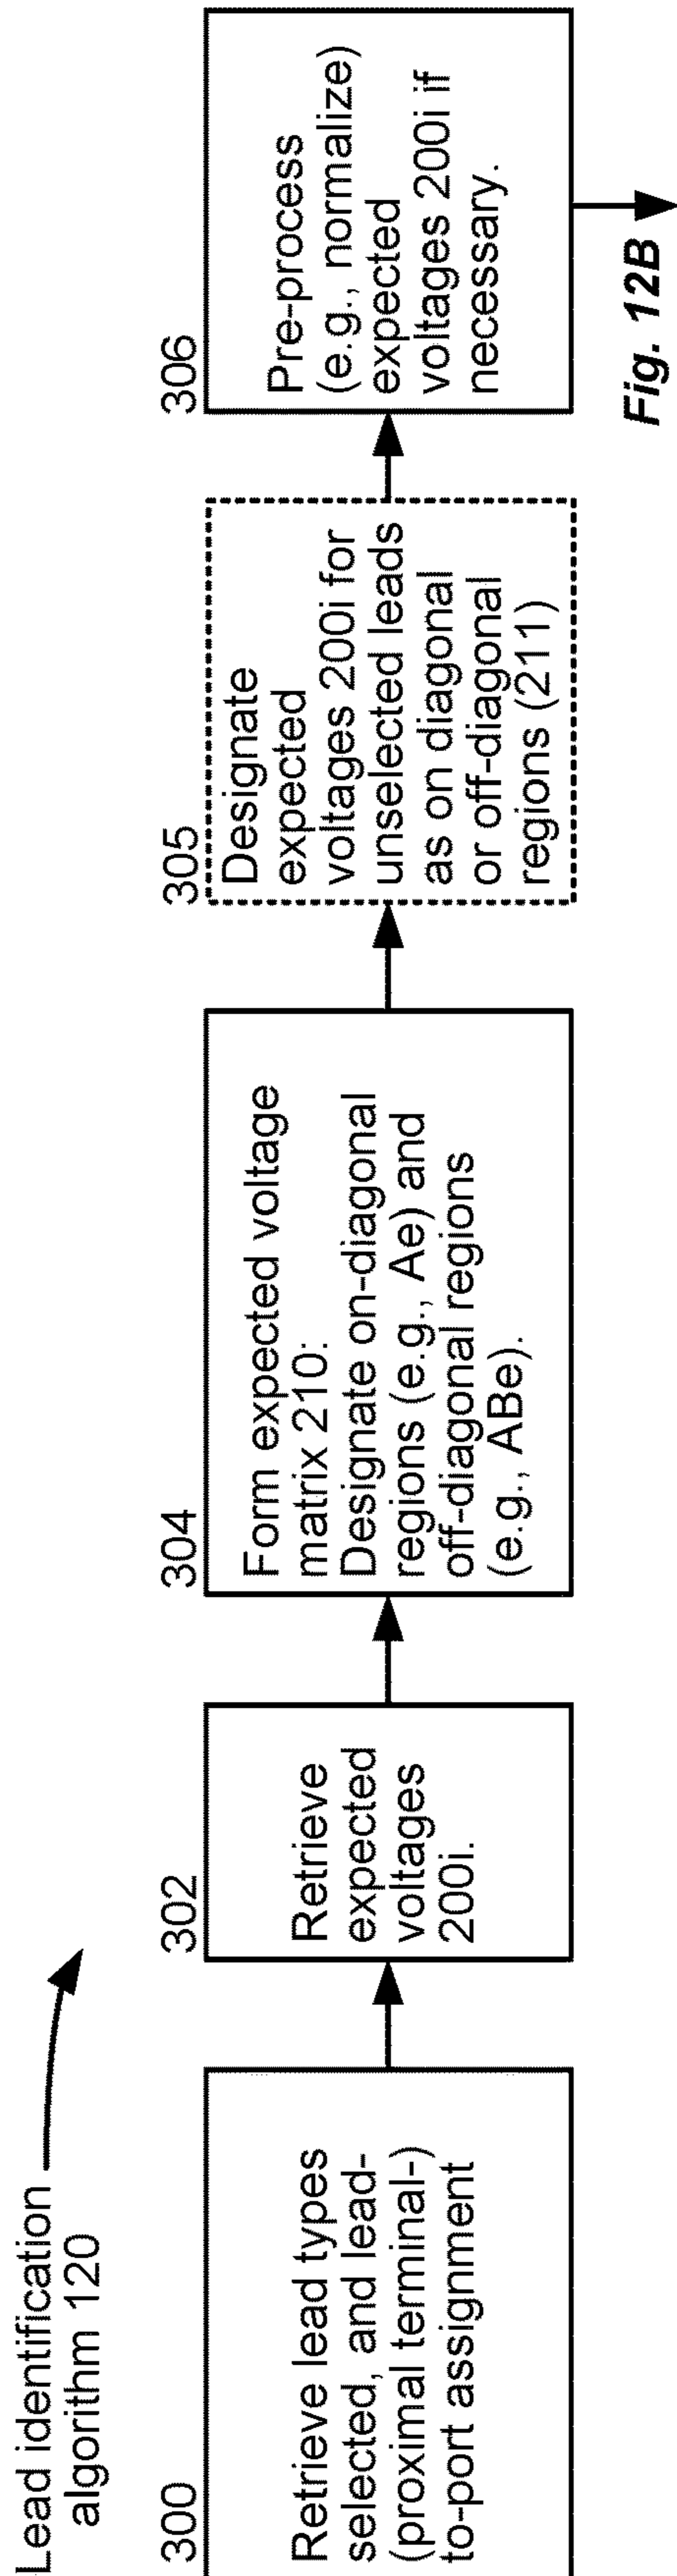 Lead identification
algorithm 120
300
Retrieve lead types
selected, and lead-
(proximal terminal-)
to-port assignment
302
Retrieve
expected
voltages
200i.
304
Form expected voltage
matrix 210:
Designate on-diagonal
regions (e.g., Ae) and
off-diagonal regions
(e.g., ABe).
305
Designate
expected
voltages 200i for
unselected leads
as on diagonal
or off-diagonal
regions (211)
306
Pre-process
(e.g., normalize)
expected
voltages 200i if
necessary.
Fig. 12B